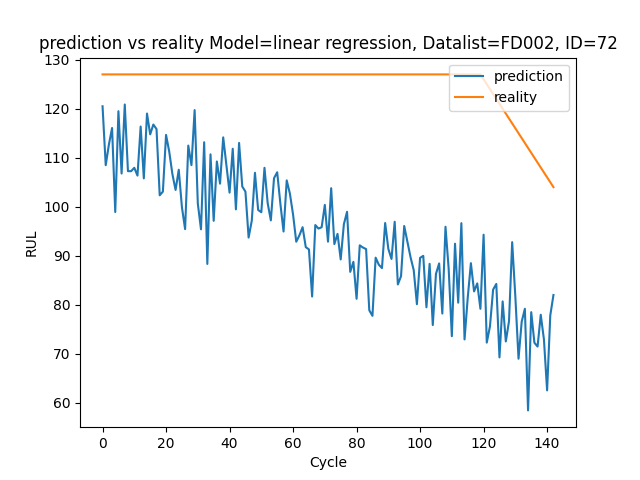 prediction vs reality Model=linear regression, Datalist=FD002, ID=72
130
120
110
100
90
80
70
60
RUL
0 20 40 60 80 100 120 140
Cycle
prediction
reality